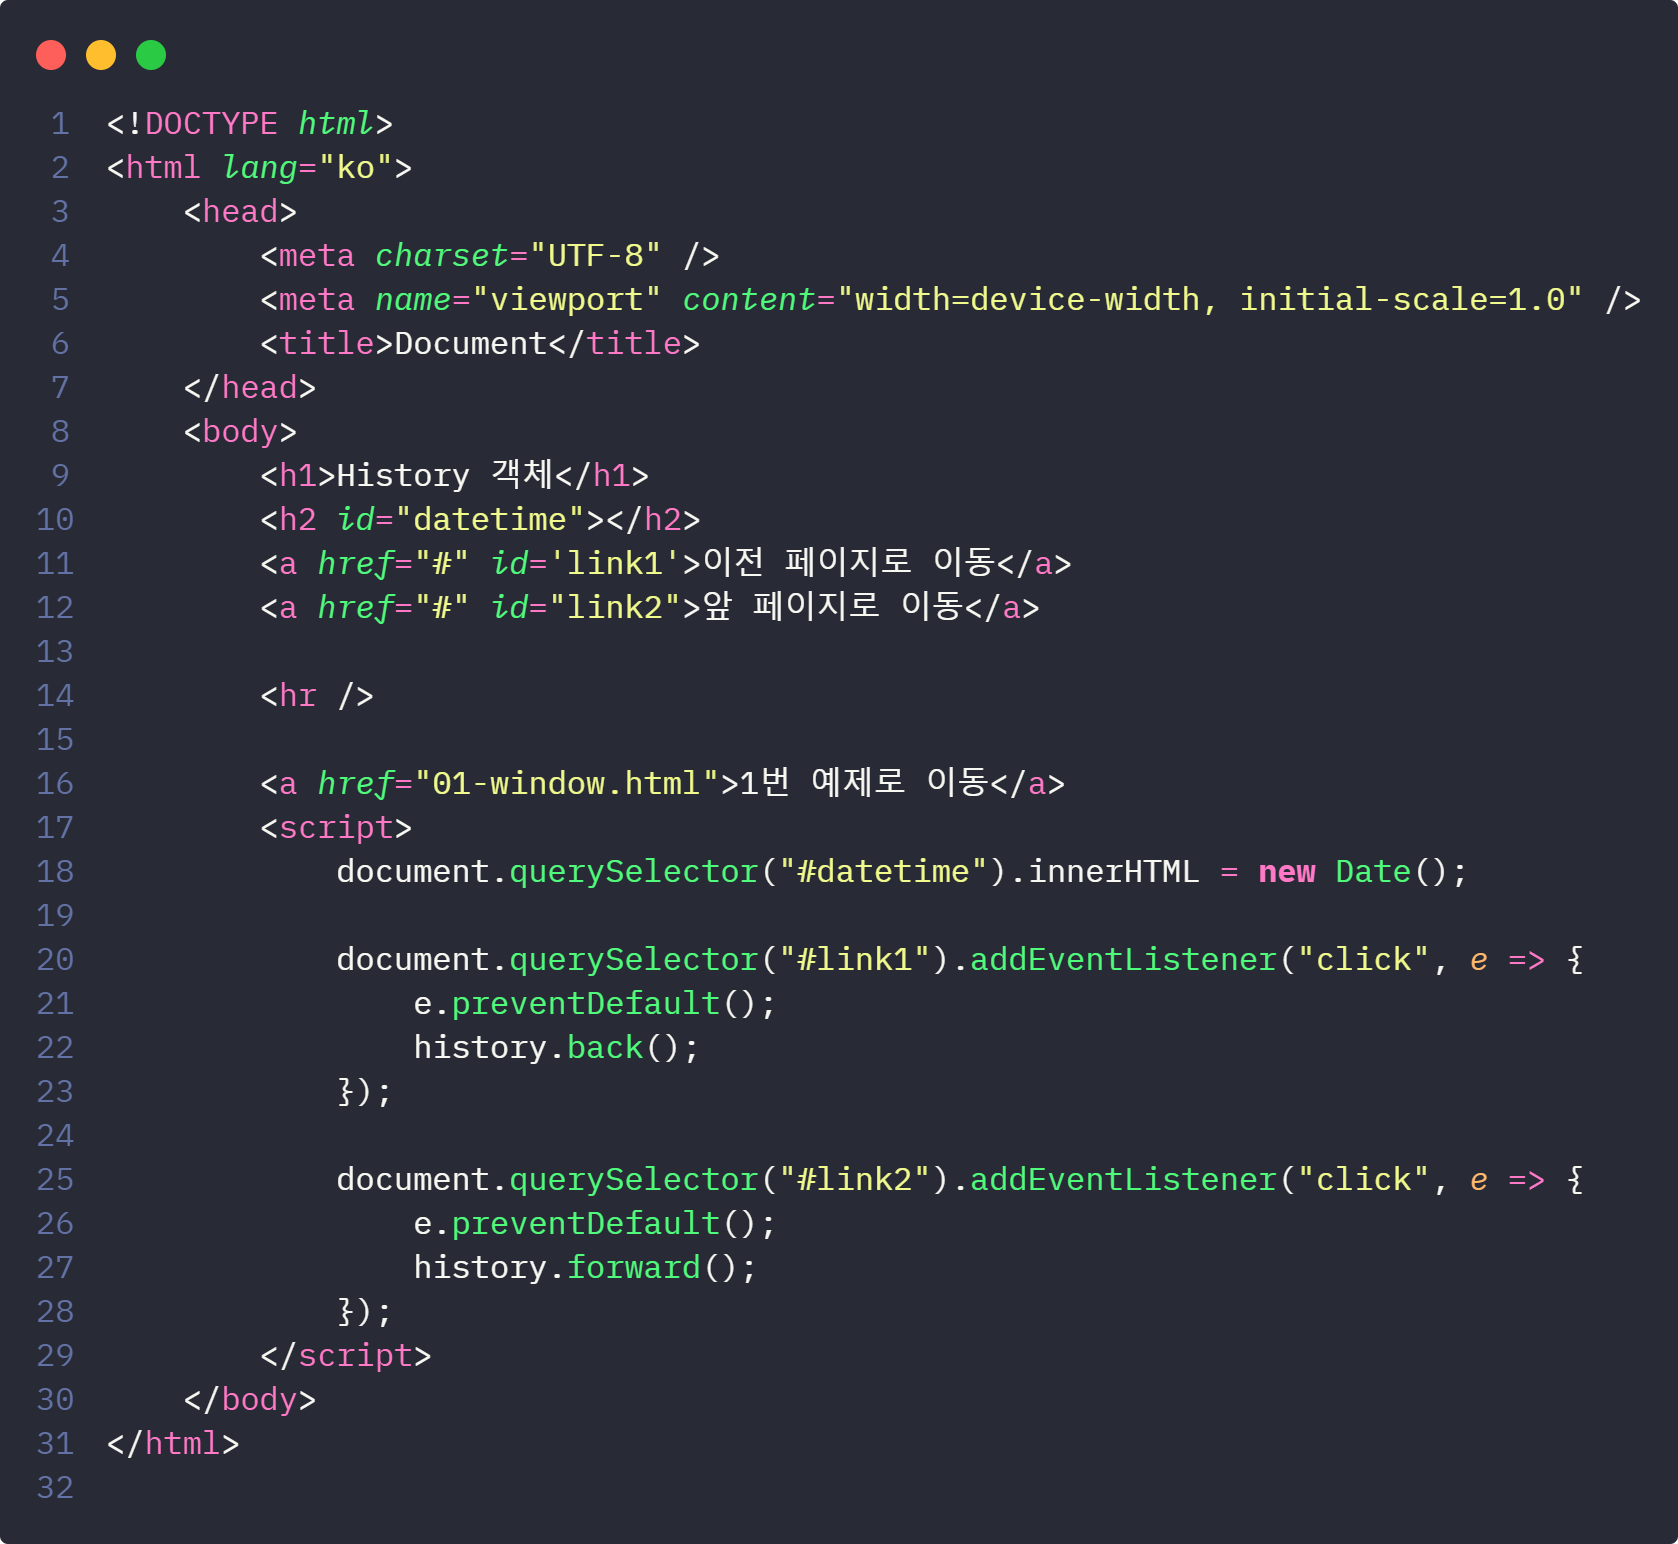 1 <!DOCTYPE html>
2 <html lang="ko">
3     <head>
4         <meta charset="UTF-8" />
5         <meta name="viewport" content="width=device-width, initial-scale=1.0" />
6         <title>Document</title>
7     </head>
8     <body>
9         <h1>History 객체</h1>
10         <h2 id="datetime"></h2>
11         <a href="#" id='link1'>이전 페이지로 이동</a>
12         <a href="#" id="link2">앞 페이지로 이동</a>
13
14         <hr />
15
16         <a href="01-window.html">1번 예제로 이동</a>
17         <script>
18             document.querySelector("#datetime").innerHTML = new Date();
19
20             document.querySelector("#link1").addEventListener("click", e => {
21                 e.preventDefault();
22                 history.back();
23             });
24
25             document.querySelector("#link2").addEventListener("click", e => {
26                 e.preventDefault();
27                 history.forward();
28             });
29         </script>
30     </body>
31 </html>
32